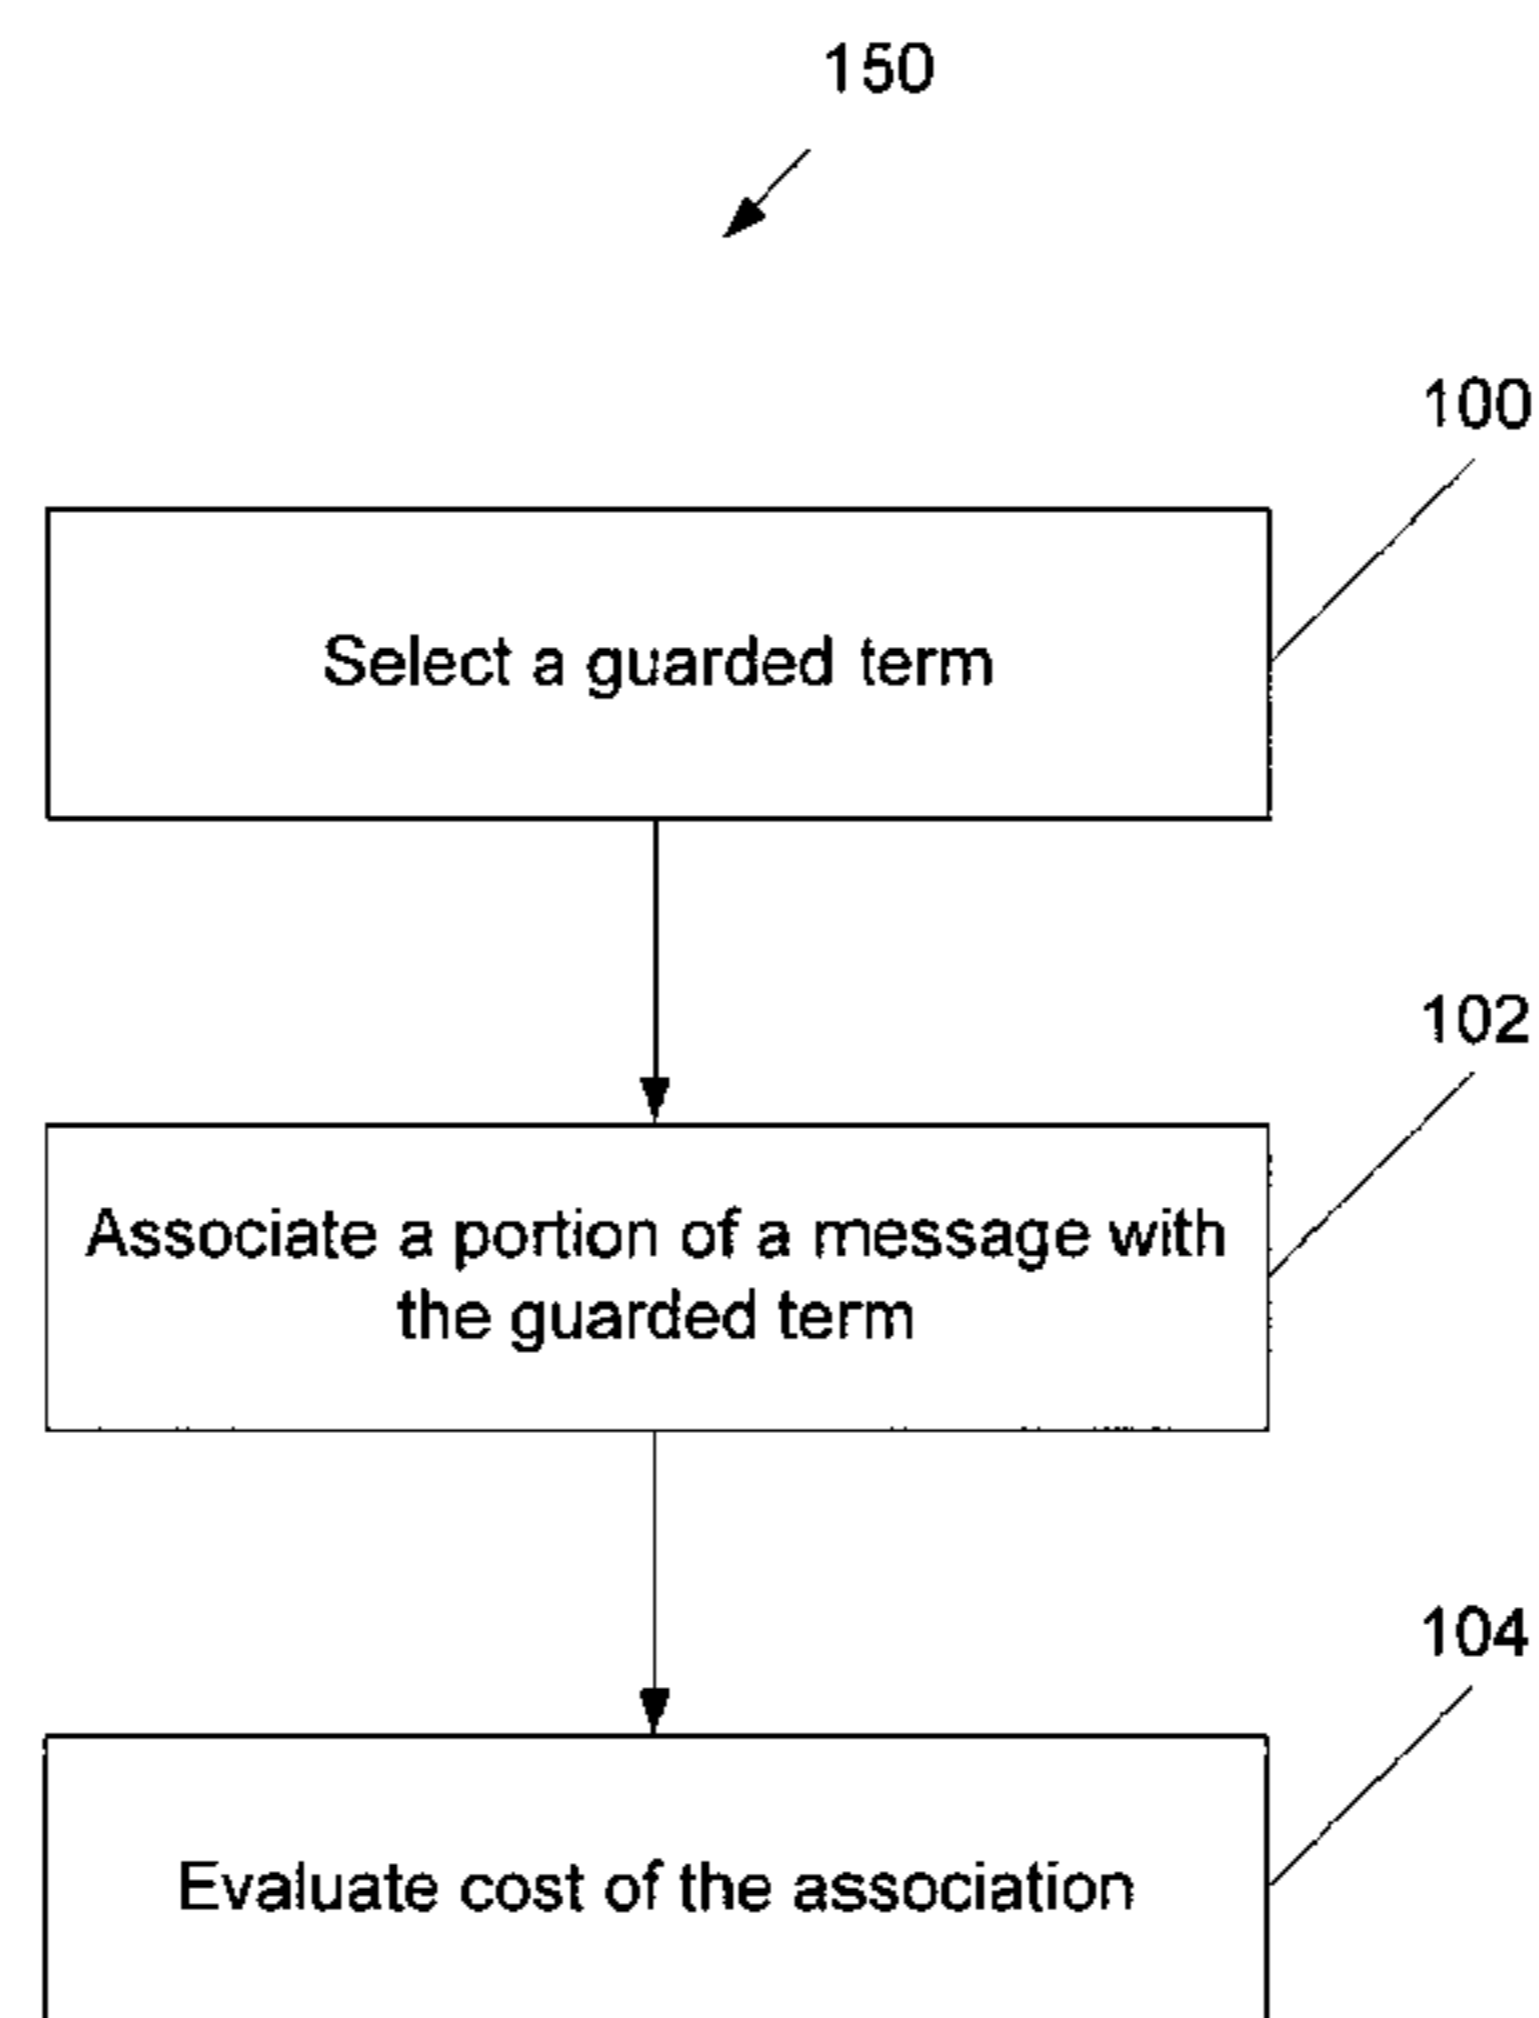 150
100
Select a guarded term
102
Associate a portion of a message with
the guarded term
104
Evaluate cost of the association